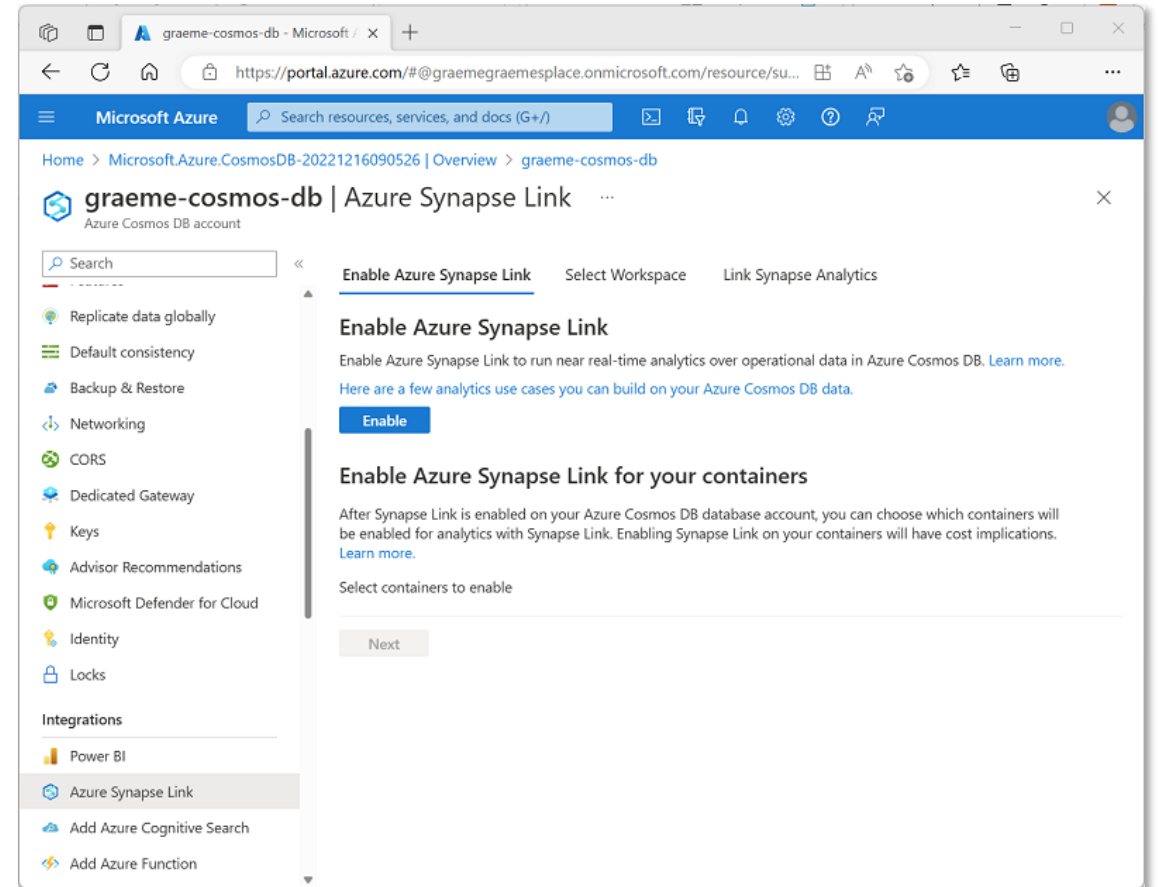 graeme-cosmos-db - Microsoft
https://portal.azure.com/#@graemegraemesplace.onmicrosoft.com/resource/su...
Microsoft Azure
Search resources, services, and docs (G+/)
Home > Microsoft.Azure.CosmosDB-20221216090526 | Overview > graeme-cosmos-db
graeme-cosmos-db | Azure Synapse Link ...
Azure Cosmos DB account
Search
Replicate data globally
Default consistency
Backup & Restore
Networking
CORS
Dedicated Gateway
Keys
Advisor Recommendations
Microsoft Defender for Cloud
Identity
Locks
Integrations
Power BI
Azure Synapse Link
Add Azure Cognitive Search
Add Azure Function
Enable Azure Synapse Link
Select Workspace
Link Synapse Analytics
Enable Azure Synapse Link
Enable Azure Synapse Link to run near real-time analytics over operational data in Azure Cosmos DB. Learn more.
Here are a few analytics use cases you can build on your Azure Cosmos DB data.
Enable
Enable Azure Synapse Link for your containers
After Synapse Link is enabled on your Azure Cosmos DB database account, you can choose which containers will
be enabled for analytics with Synapse Link. Enabling Synapse Link on your containers will have cost implications.
Learn more.
Select containers to enable
Next